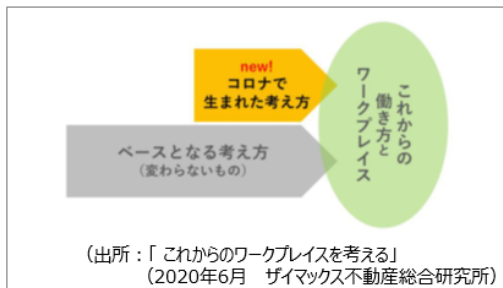 new!
コロナで
生まれた考え方
ベースとなる考え方
(変わらないもの)
これからの
働き方と
ワークプレイス
(出所：「 これからのワークプレイスを考える」
(2020年6月　ザイマックス不動産総合研究所)